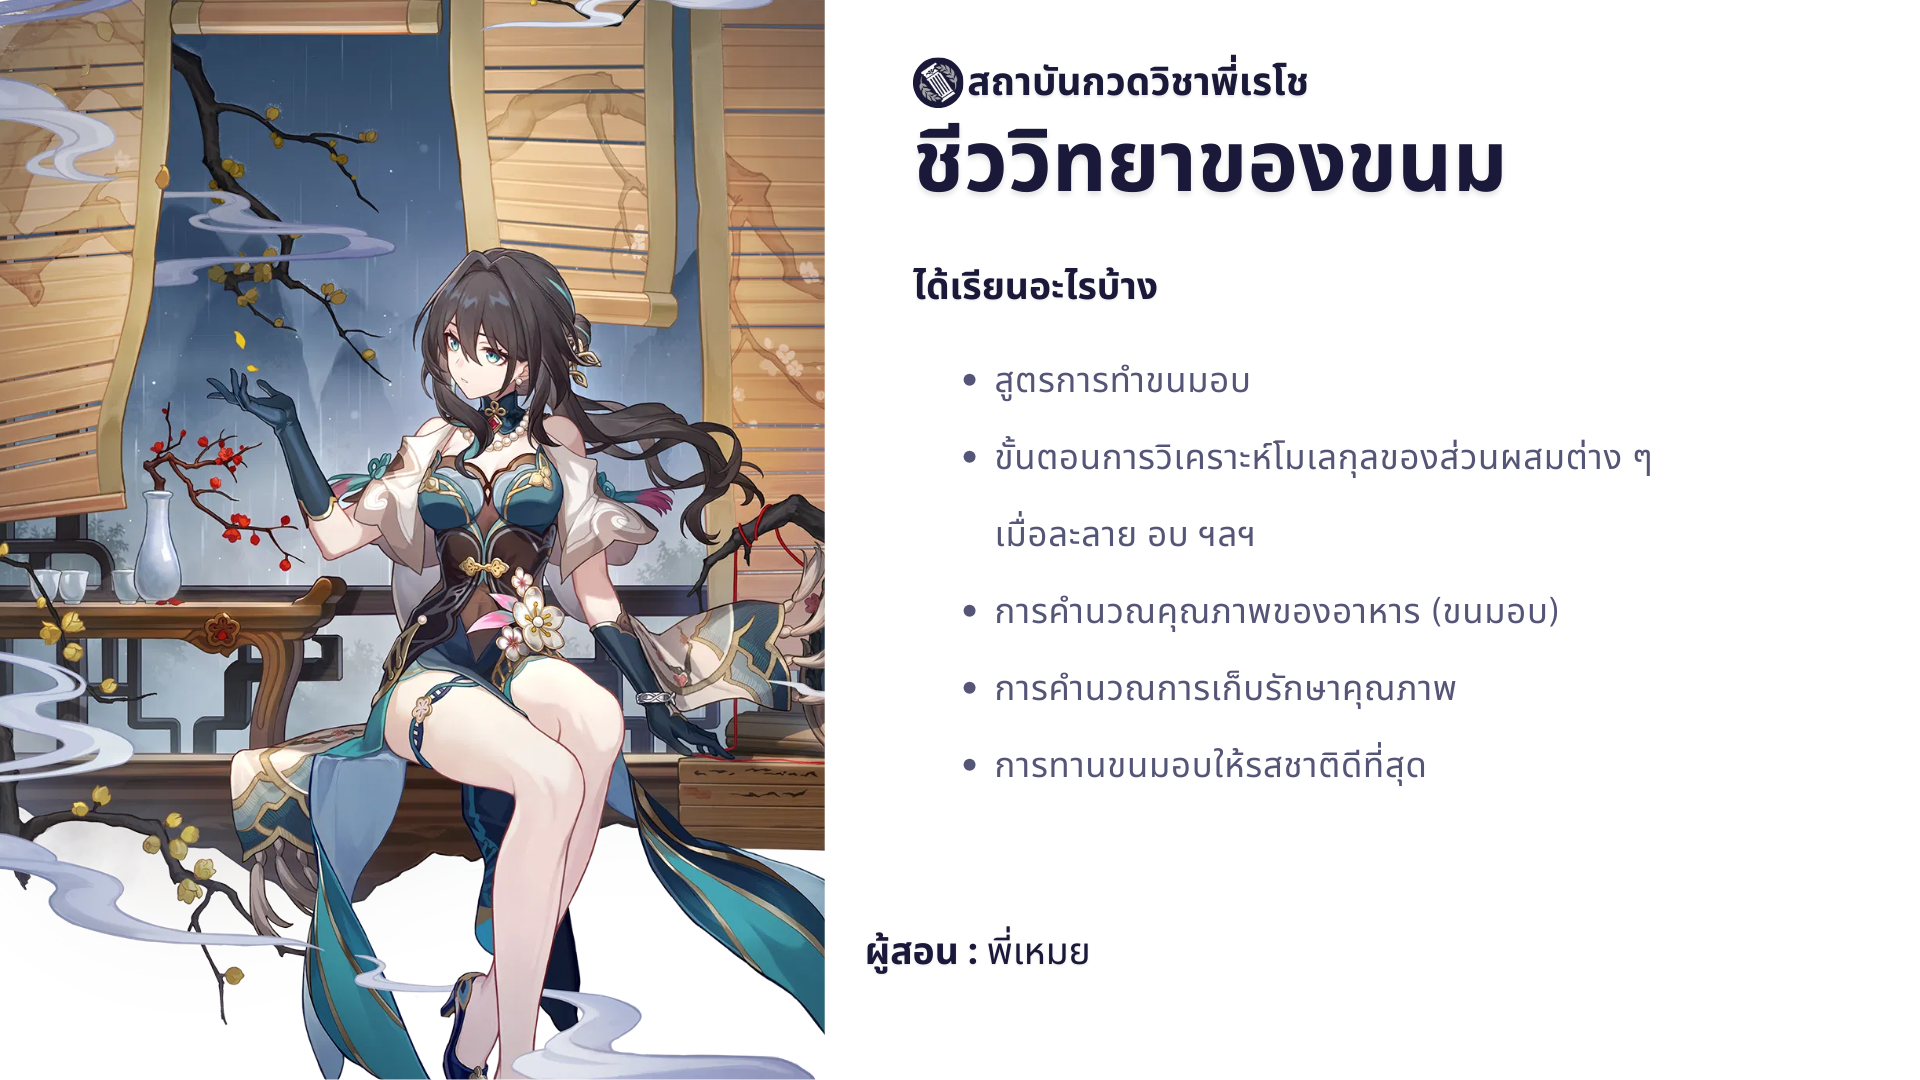 สถาบันกวดวิชาพี่เรโช
ชีววิทยาของขนม
ได้เรียนอะไรบ้าง
สูตรการทำขนมอบ
ขั้นตอนการวิเคราะห์โมเลกุลของส่วนผสมต่าง ๆ
เมื่อละลาย อบ ฯลฯ
การคำนวณคุณภาพของอาหาร (ขนมอบ)
การคำนวณการเก็บรักษาคุณภาพ
การทานขนมอบให้รสชาติดีที่สุด
ผู้สอน : พี่เหมย